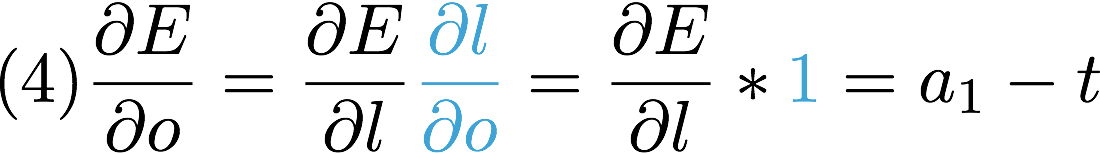 (4) ∂E/∂o = ∂E/∂l ∂l/∂o = ∂E/∂l * 1 = a₁ − t